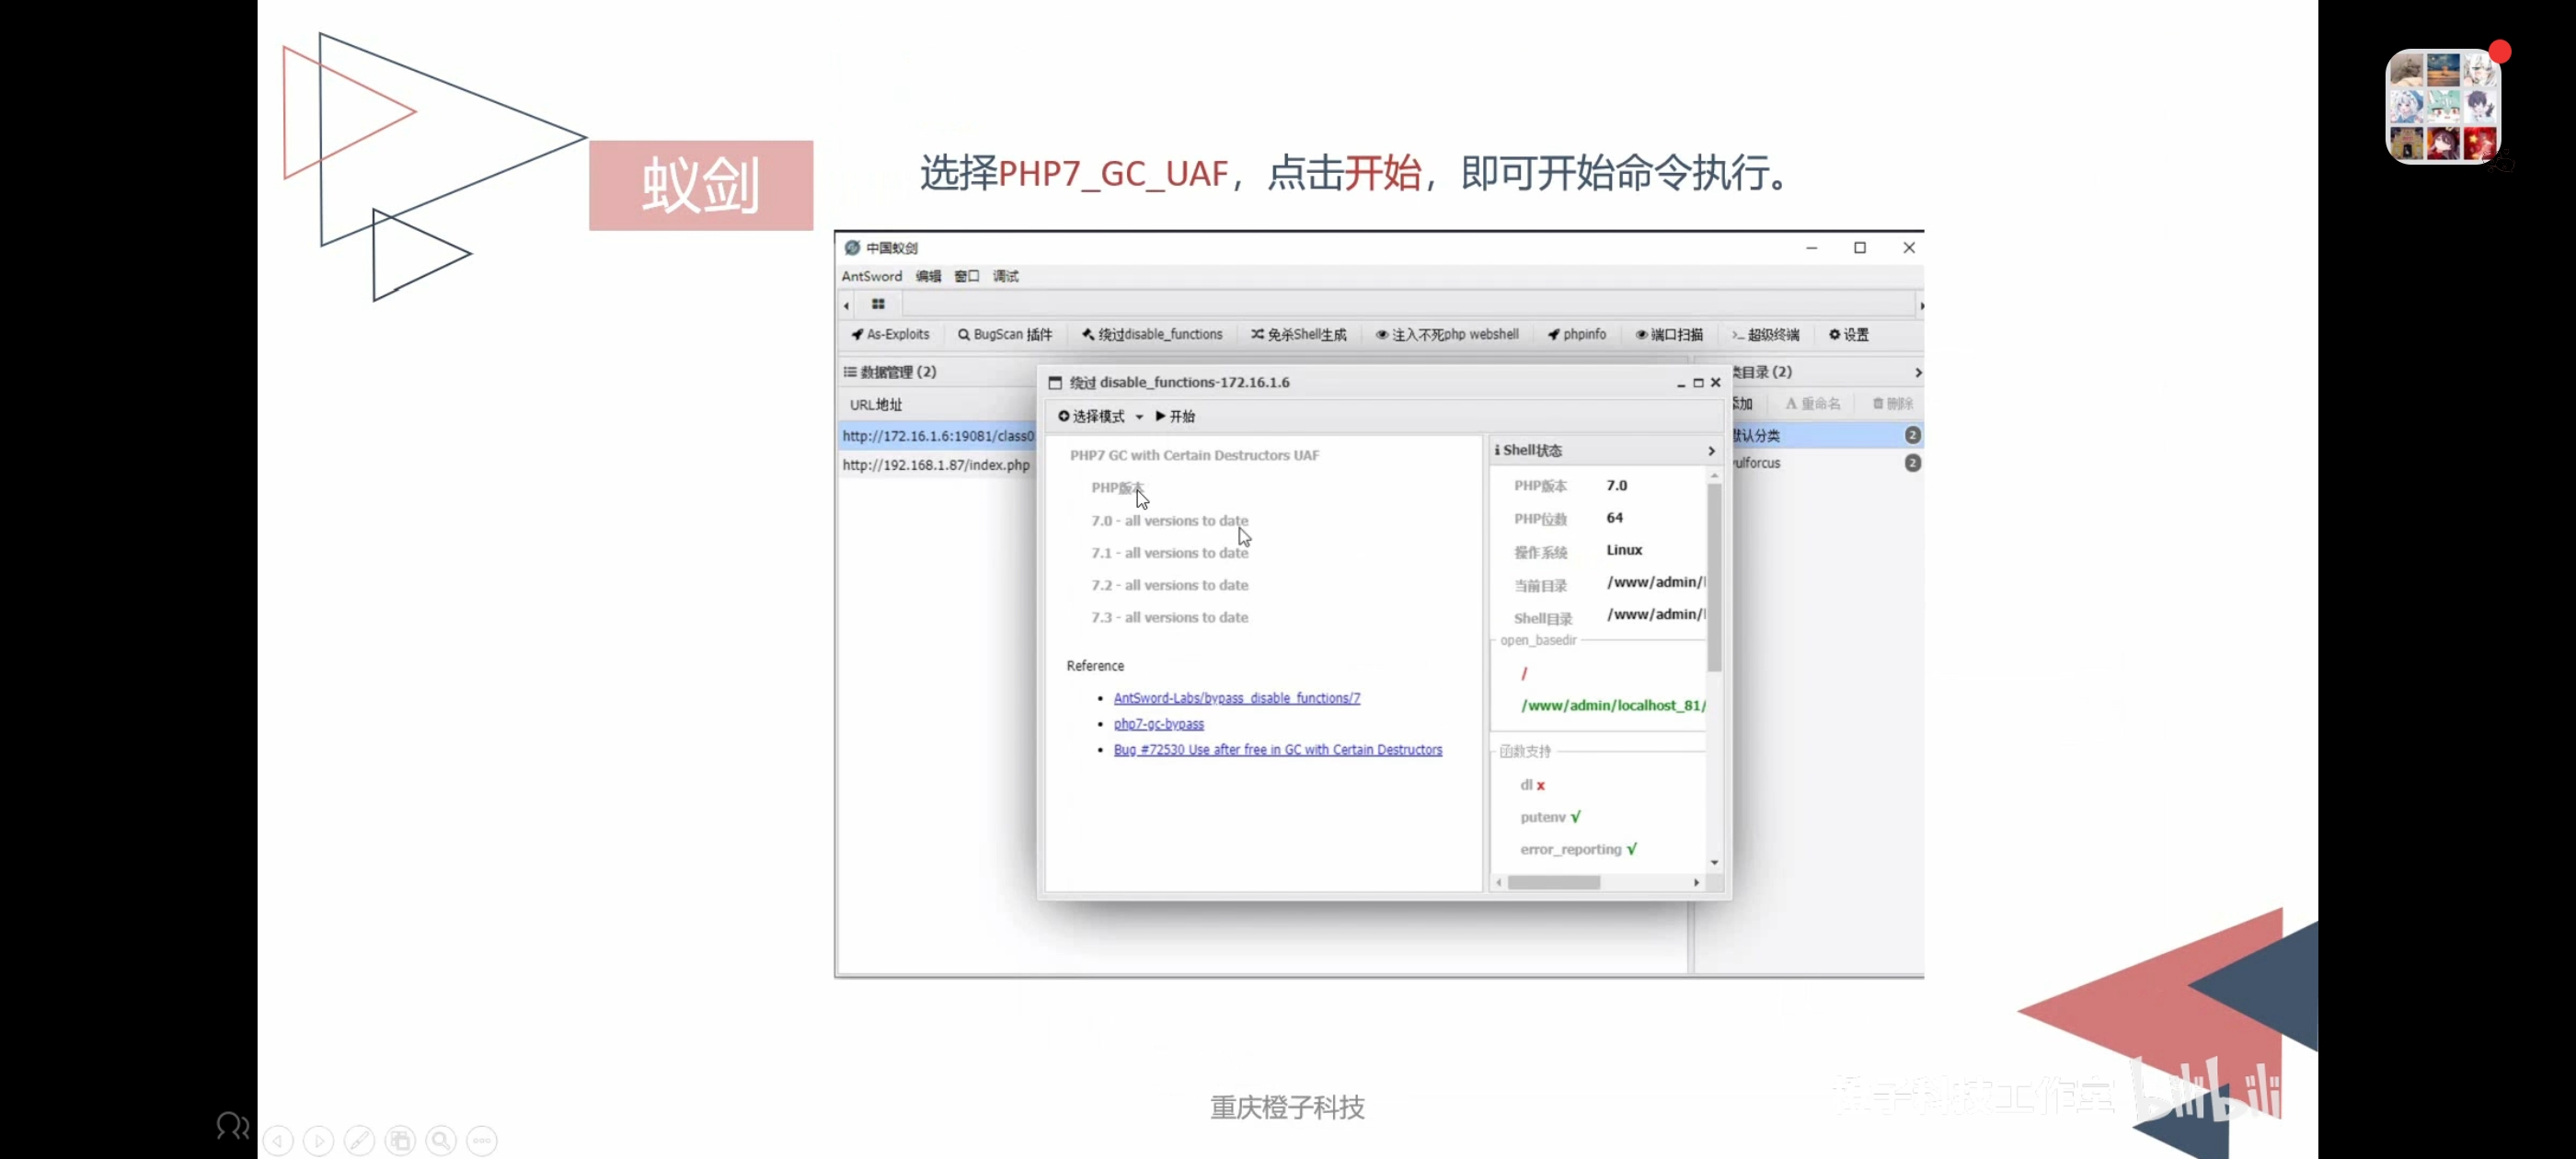 蚁剑
选择PHP7_GC_UAF，点击开始，即可开始命令执行。
中国蚁剑
AntSword 编辑 窗口 调试
As-Exploits BugScan 插件 绕过disable_functions 免杀Shell生成 注入不死php webshell phpinfo 端口扫描 >_ 超级终端 设置
数据管理 (2)
URL地址
http://172.16.1.6:19081/class0
http://192.168.1.87/index.php
绕过 disable_functions-172.16.1.6
选择模式 开始
PHP7 GC with Certain Destructors UAF
PHP版本
7.0 - all versions to date
7.1 - all versions to date
7.2 - all versions to date
7.3 - all versions to date
Reference
AntSword-Labs/bypass_disable_functions/7
php7-gc-bypass
Bug #72530 Use after free in GC with Certain Destructors
Shell状态
PHP版本 7.0
PHP位数 64
操作系统 Linux
当前目录 /www/admin/l
Shell目录 /www/admin/l
open_basedir
/
/www/admin/localhost_81/
函数支持
dl x
putenv √
error_reporting √
类目录 (2)
添加 A 重命名 删除
默认分类 2
vulforcus 2
重庆橙子科技
橙子科技工作室 bilibili